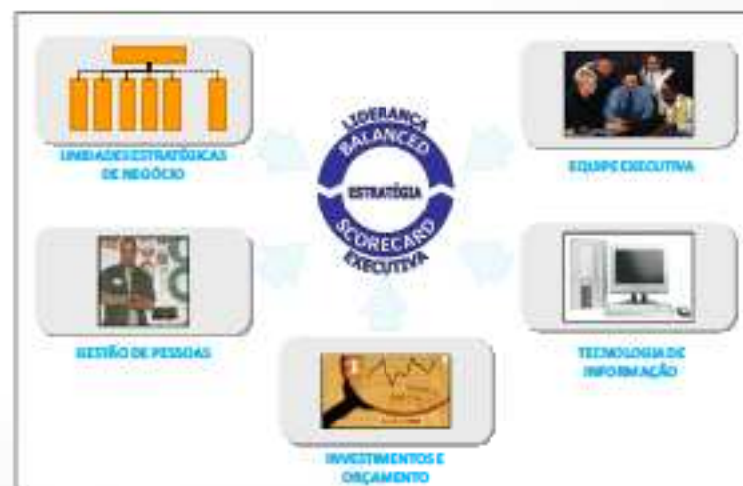 LIDERANÇA
BALANCED
ESTRATÉGIA
SCORECARD
EXECUTIVA
UNIDADES ESTRATÉGICAS
DE NEGÓCIO
EQUIPE EXECUTIVA
GESTÃO DE PESSOAS
TECNOLOGIA DE
INFORMAÇÃO
INVESTIMENTOS E
ORÇAMENTO